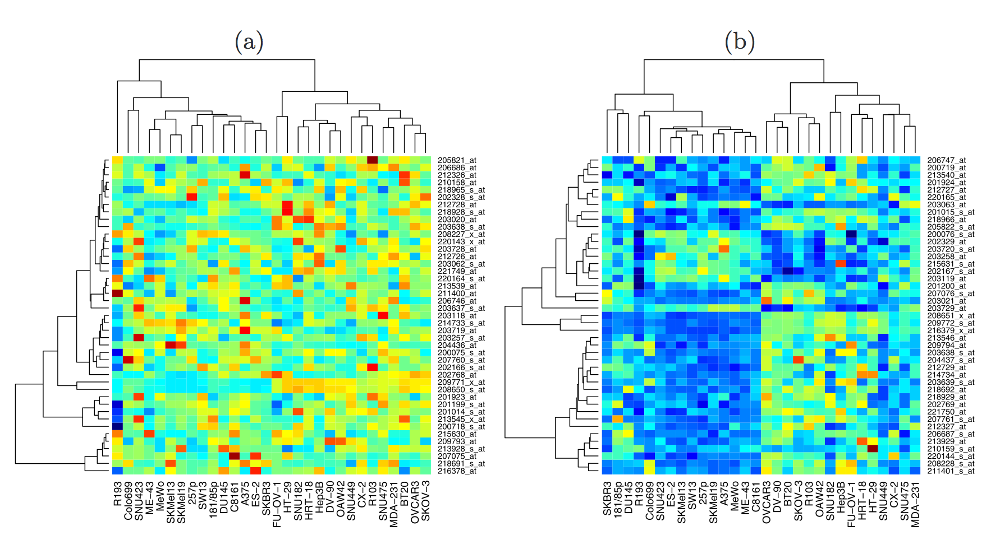 (a)
205821_at
206686_at
212326_at
210158_at
218965_s_at
202328_s_at
212728_at
218928_s_at
203020_at
203638_s_at
208227_x_at
220143_x_at
203728_at
212726_at
203062_s_at
221749_at
220164_s_at
213539_at
211400_at
206746_at
203637_s_at
203118_at
214733_s_at
203719_at
203257_s_at
204436_at
200075_s_at
207760_s_at
202166_s_at
202768_at
209771_x_at
208650_s_at
201923_at
201199_s_at
201014_s_at
213545_x_at
200718_s_at
215630_at
209793_at
213928_s_at
207075_at
218691_s_at
216378_at
R193
Colo699
SNU423
ME-43
MeWo
SKMel13
SKMel19
257p
SW13
181/85p
DU145
C8161
A375
ES-2
SKBR3
FU-OV-1
HT-29
SNU182
HRT-18
Hep3B
DV-90
OAW42
SNU449
CX-2
R103
SNU475
MDA-231
BT20
OVCAR3
SKOV-3
(b)
206747_at
200719_at
213540_at
201924_at
212727_at
220165_at
203063_at
201015_s_at
218966_at
205822_s_at
200076_s_at
202329_at
203720_s_at
203258_at
215631_s_at
202167_s_at
203119_at
201200_at
207076_s_at
203021_at
203729_at
208651_x_at
209772_s_at
216379_x_at
213546_at
209794_at
203638_s_at
204437_s_at
212729_at
214734_at
203639_s_at
218692_at
218929_at
202769_at
221750_at
207761_s_at
212327_at
206687_s_at
213929_at
210159_s_at
220144_s_at
208228_s_at
211401_s_at
SKBR3
181/85p
DU145
R193
Colo699
SNU423
ES-2
SKMel13
SW13
257p
SKMel19
A375
MeWo
ME-43
C8161
OVCAR3
DV-90
BT20
SKOV-3
R103
OAW42
SNU182
Hep3B
FU-OV-1
HRT-18
HT-29
SNU449
CX-2
SNU475
MDA-231